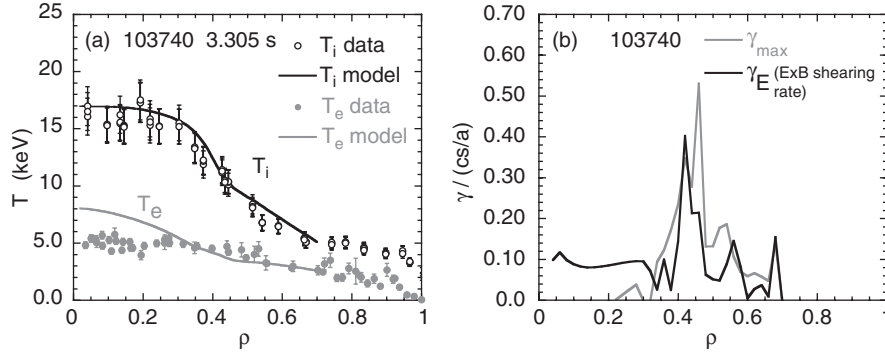 (a) 103740 3.305 s
T_i data
T_i model
T_e data
T_e model
T_i
T_e
T (keV)
25
20
15
10
5.0
0.0
0 0.2 0.4 0.6 0.8 1
ρ
(b) 103740
γ_max
γ_E (ExB shearing
rate)
γ / (cs/a)
0.70
0.60
0.50
0.40
0.30
0.20
0.10
0.0
0 0.2 0.4 0.6 0.8 1.0
ρ